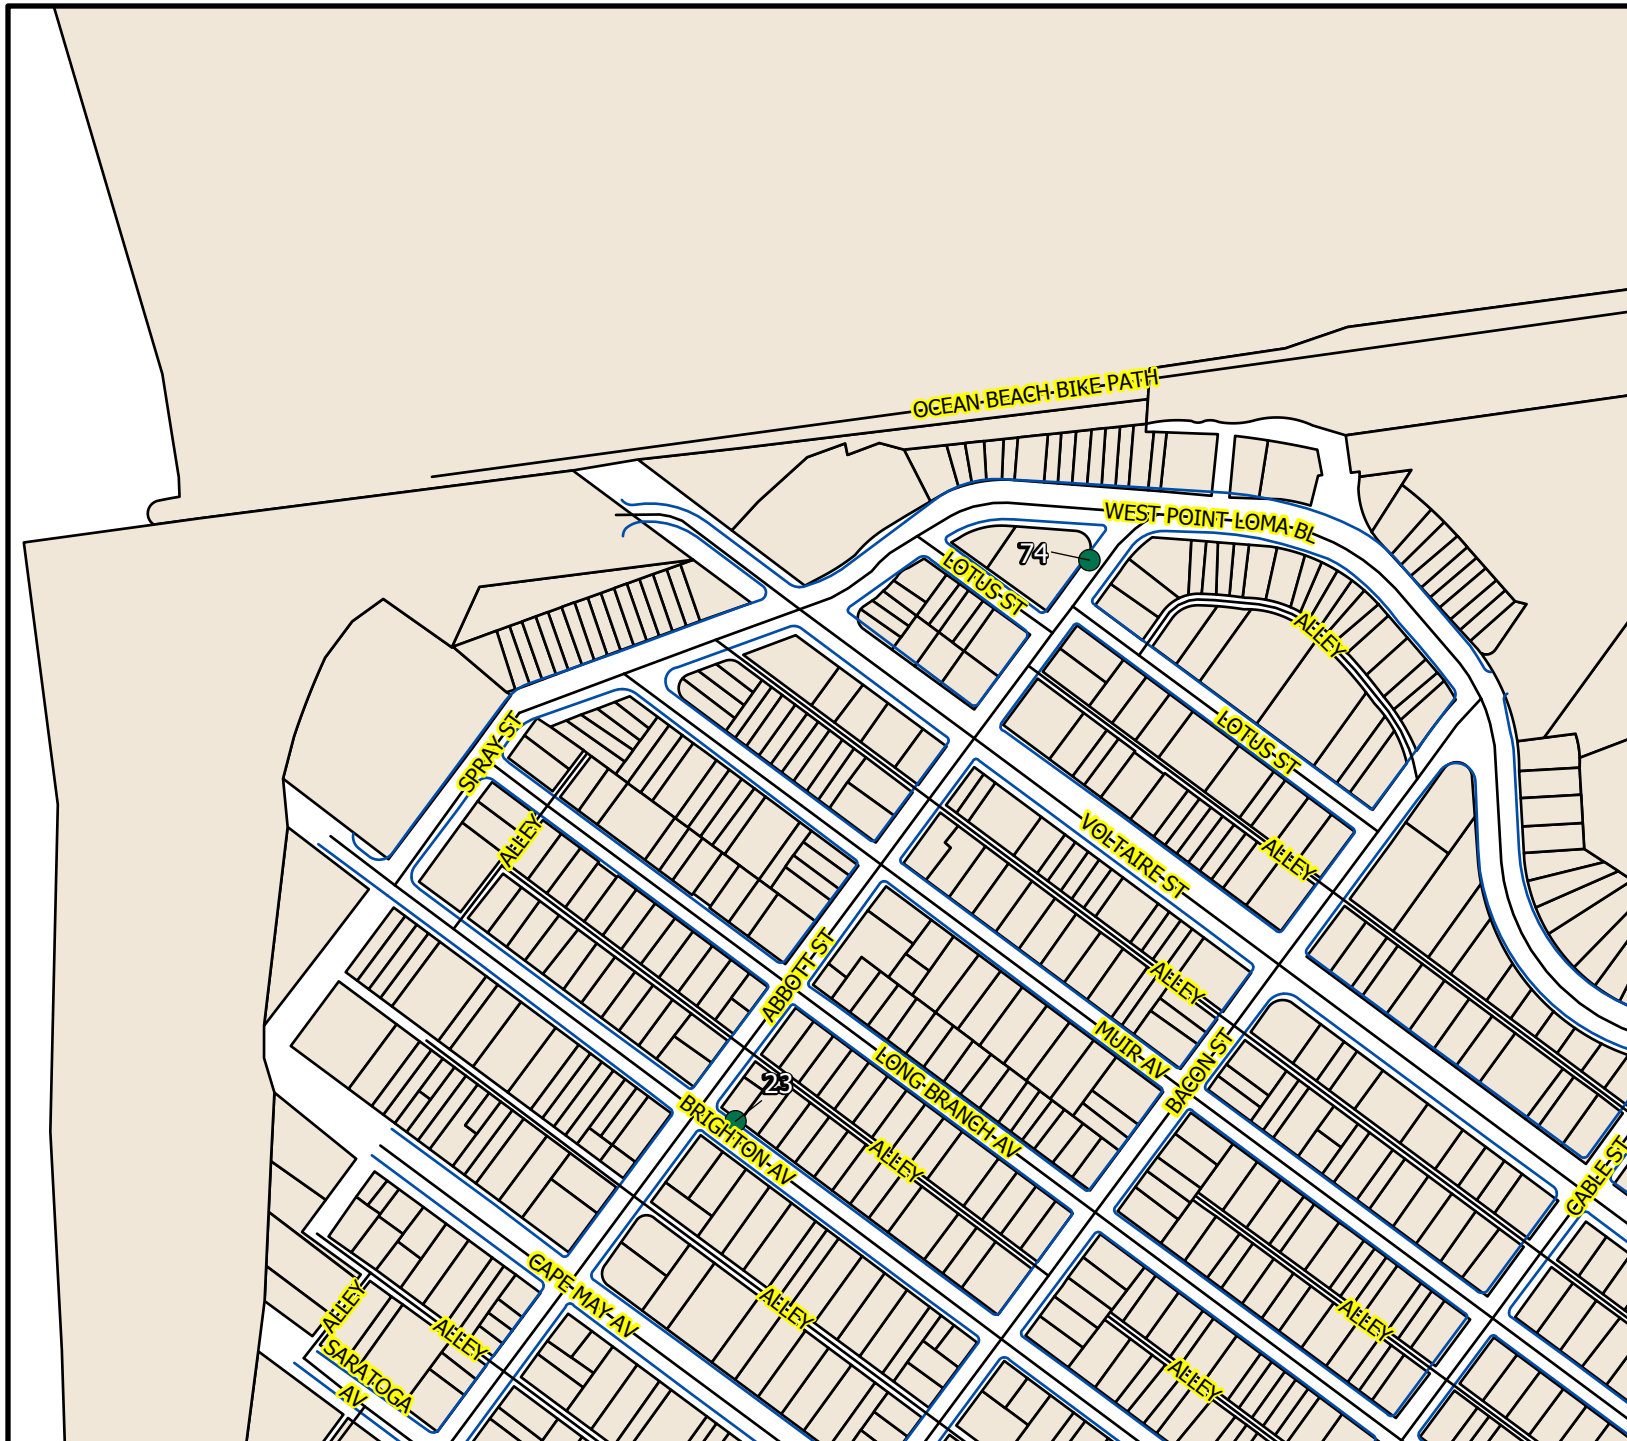 OCEAN BEACH BIKE PATH
WEST POINT LOMA BL
74
LOTUS ST
ALLEY
SPRAY ST
LOTUS ST
ALLEY
VOLTAIRE ST
ALLEY
ABBOTT ST
ALLEY
MUIR AV
BACON ST
LONG BRANCH AV
23
BRIGHTON AV
ALLEY
CABLE ST
CAPE MAY AV
ALLEY
ALLEY
ALLEY
ALLEY
SARATOGA
AV
ALLEY